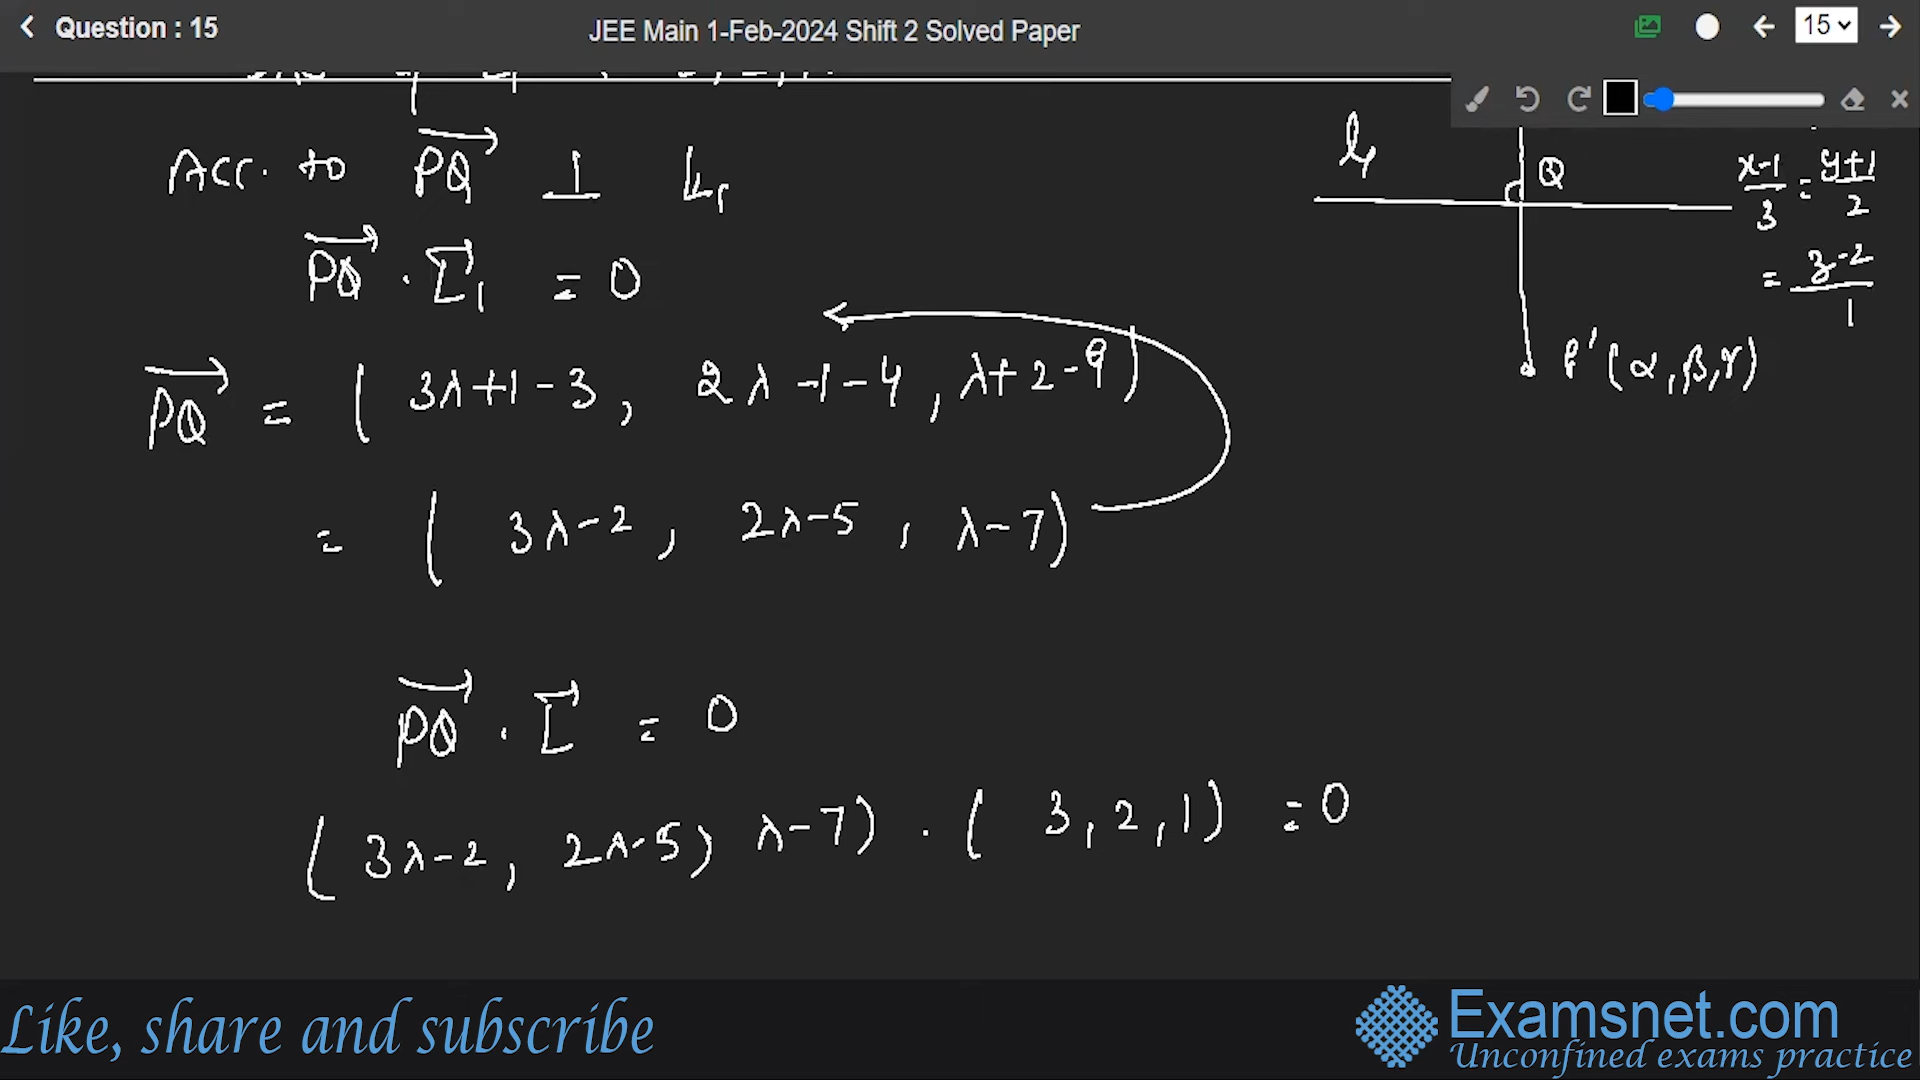 Question : 15
JEE Main 1-Feb-2024 Shift 2 Solved Paper
15
Acc. to PQ ⊥ L₁
PQ · L₁ = 0
PQ = ( 3λ+1-3, 2λ-1-4, λ+2-9)
= ( 3λ-2, 2λ-5, λ-7)
PQ · L = 0
( 3λ-2, 2λ-5, λ-7) · ( 3, 2, 1) = 0
L₁
Q
x-1/3 = y+1/2
= z-2/1
P'(α, β, γ)
Like, share and subscribe
Examsnet.com
Unconfined exams practice